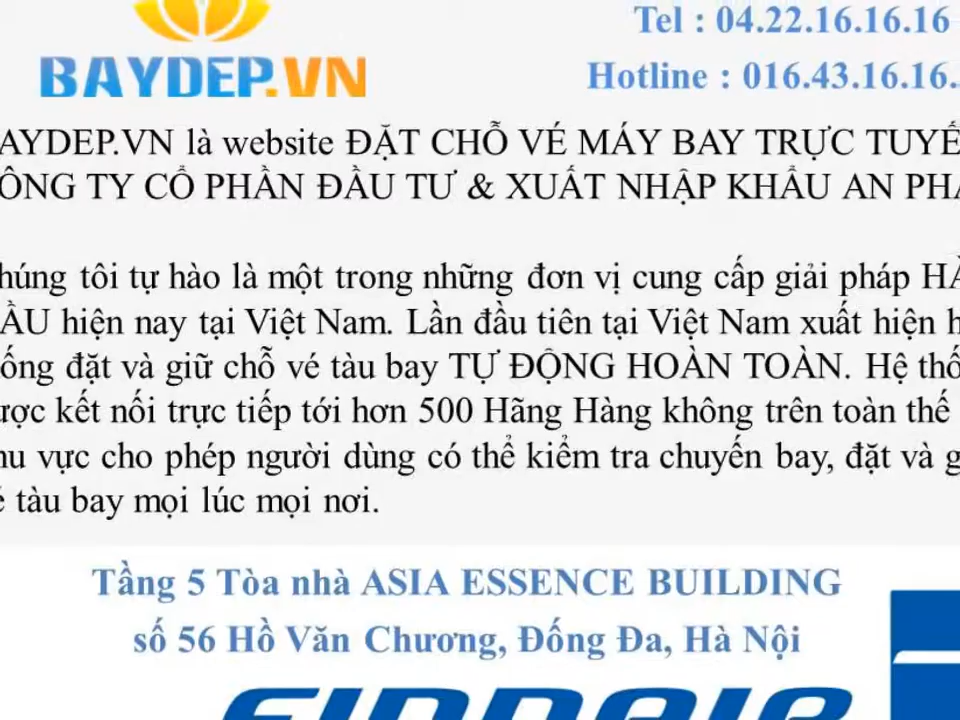 Tel : 04.22.16.16.16
BAYDEP.VN
Hotline : 016.43.16.16.
AYDEP.VN là website ĐẶT CHỖ VÉ MÁY BAY TRỰC TUYẾ
ÔNG TY CỔ PHẦN ĐẦU TƯ & XUẤT NHẬP KHẨU AN PHA
húng tôi tự hào là một trong những đơn vị cung cấp giải pháp HÀ
ẦU hiện nay tại Việt Nam. Lần đầu tiên tại Việt Nam xuất hiện h
ống đặt và giữ chỗ vé tàu bay TỰ ĐỘNG HOÀN TOÀN. Hệ thố
ược kết nối trực tiếp tới hơn 500 Hãng Hàng không trên toàn thế
hu vực cho phép người dùng có thể kiểm tra chuyến bay, đặt và g
é tàu bay mọi lúc mọi nơi.
Tầng 5 Tòa nhà ASIA ESSENCE BUILDING
số 56 Hồ Văn Chương, Đống Đa, Hà Nội
FINNAIR